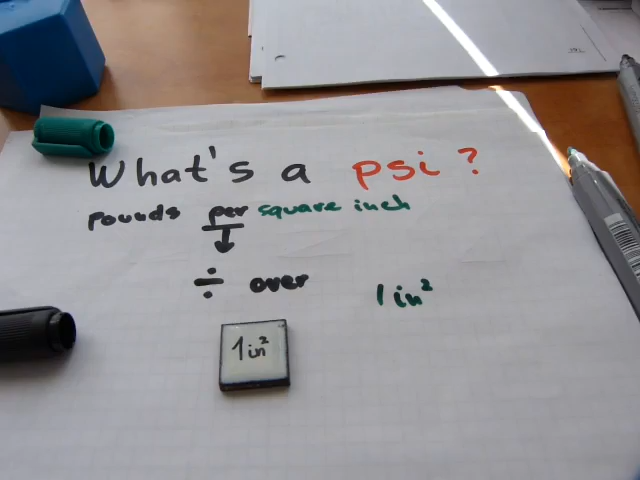 What's a psi?
Pounds per square inch
÷ over
1 in²
1 in²